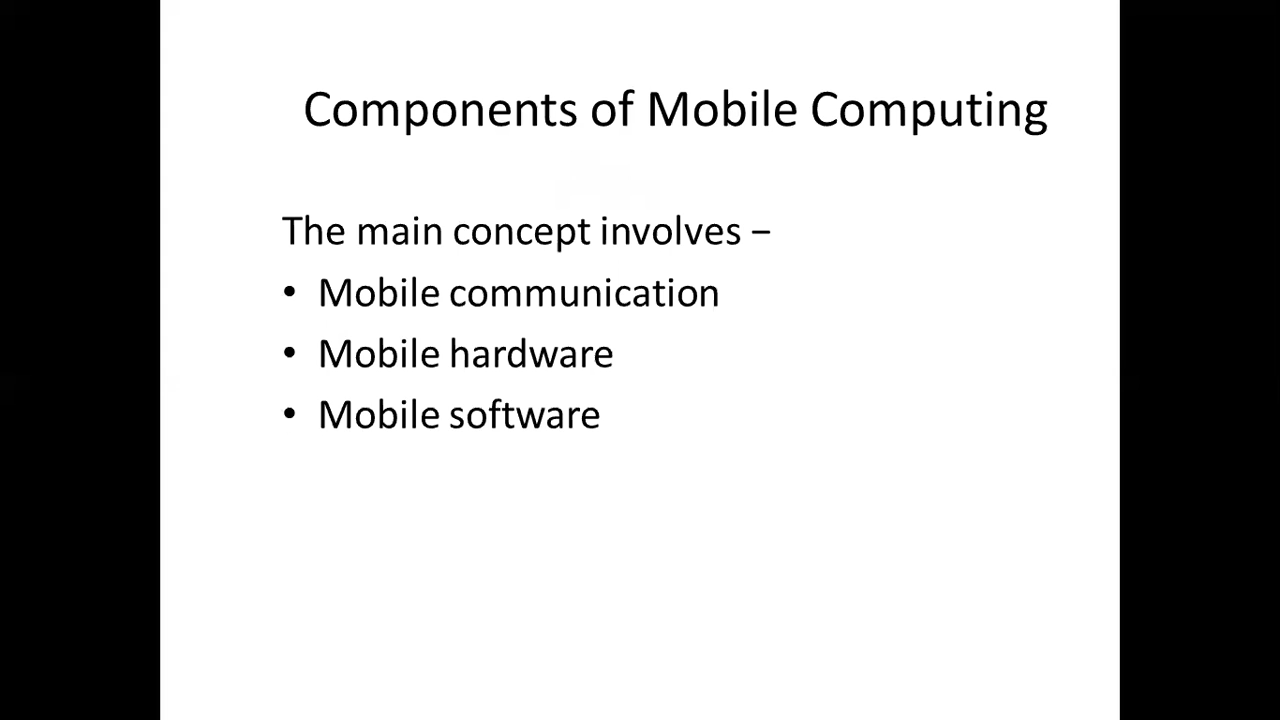 Components of Mobile Computing
The main concept involves −
• Mobile communication
• Mobile hardware
• Mobile software